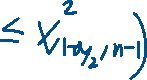 ≤ χ²_{1-α/2, n-1})